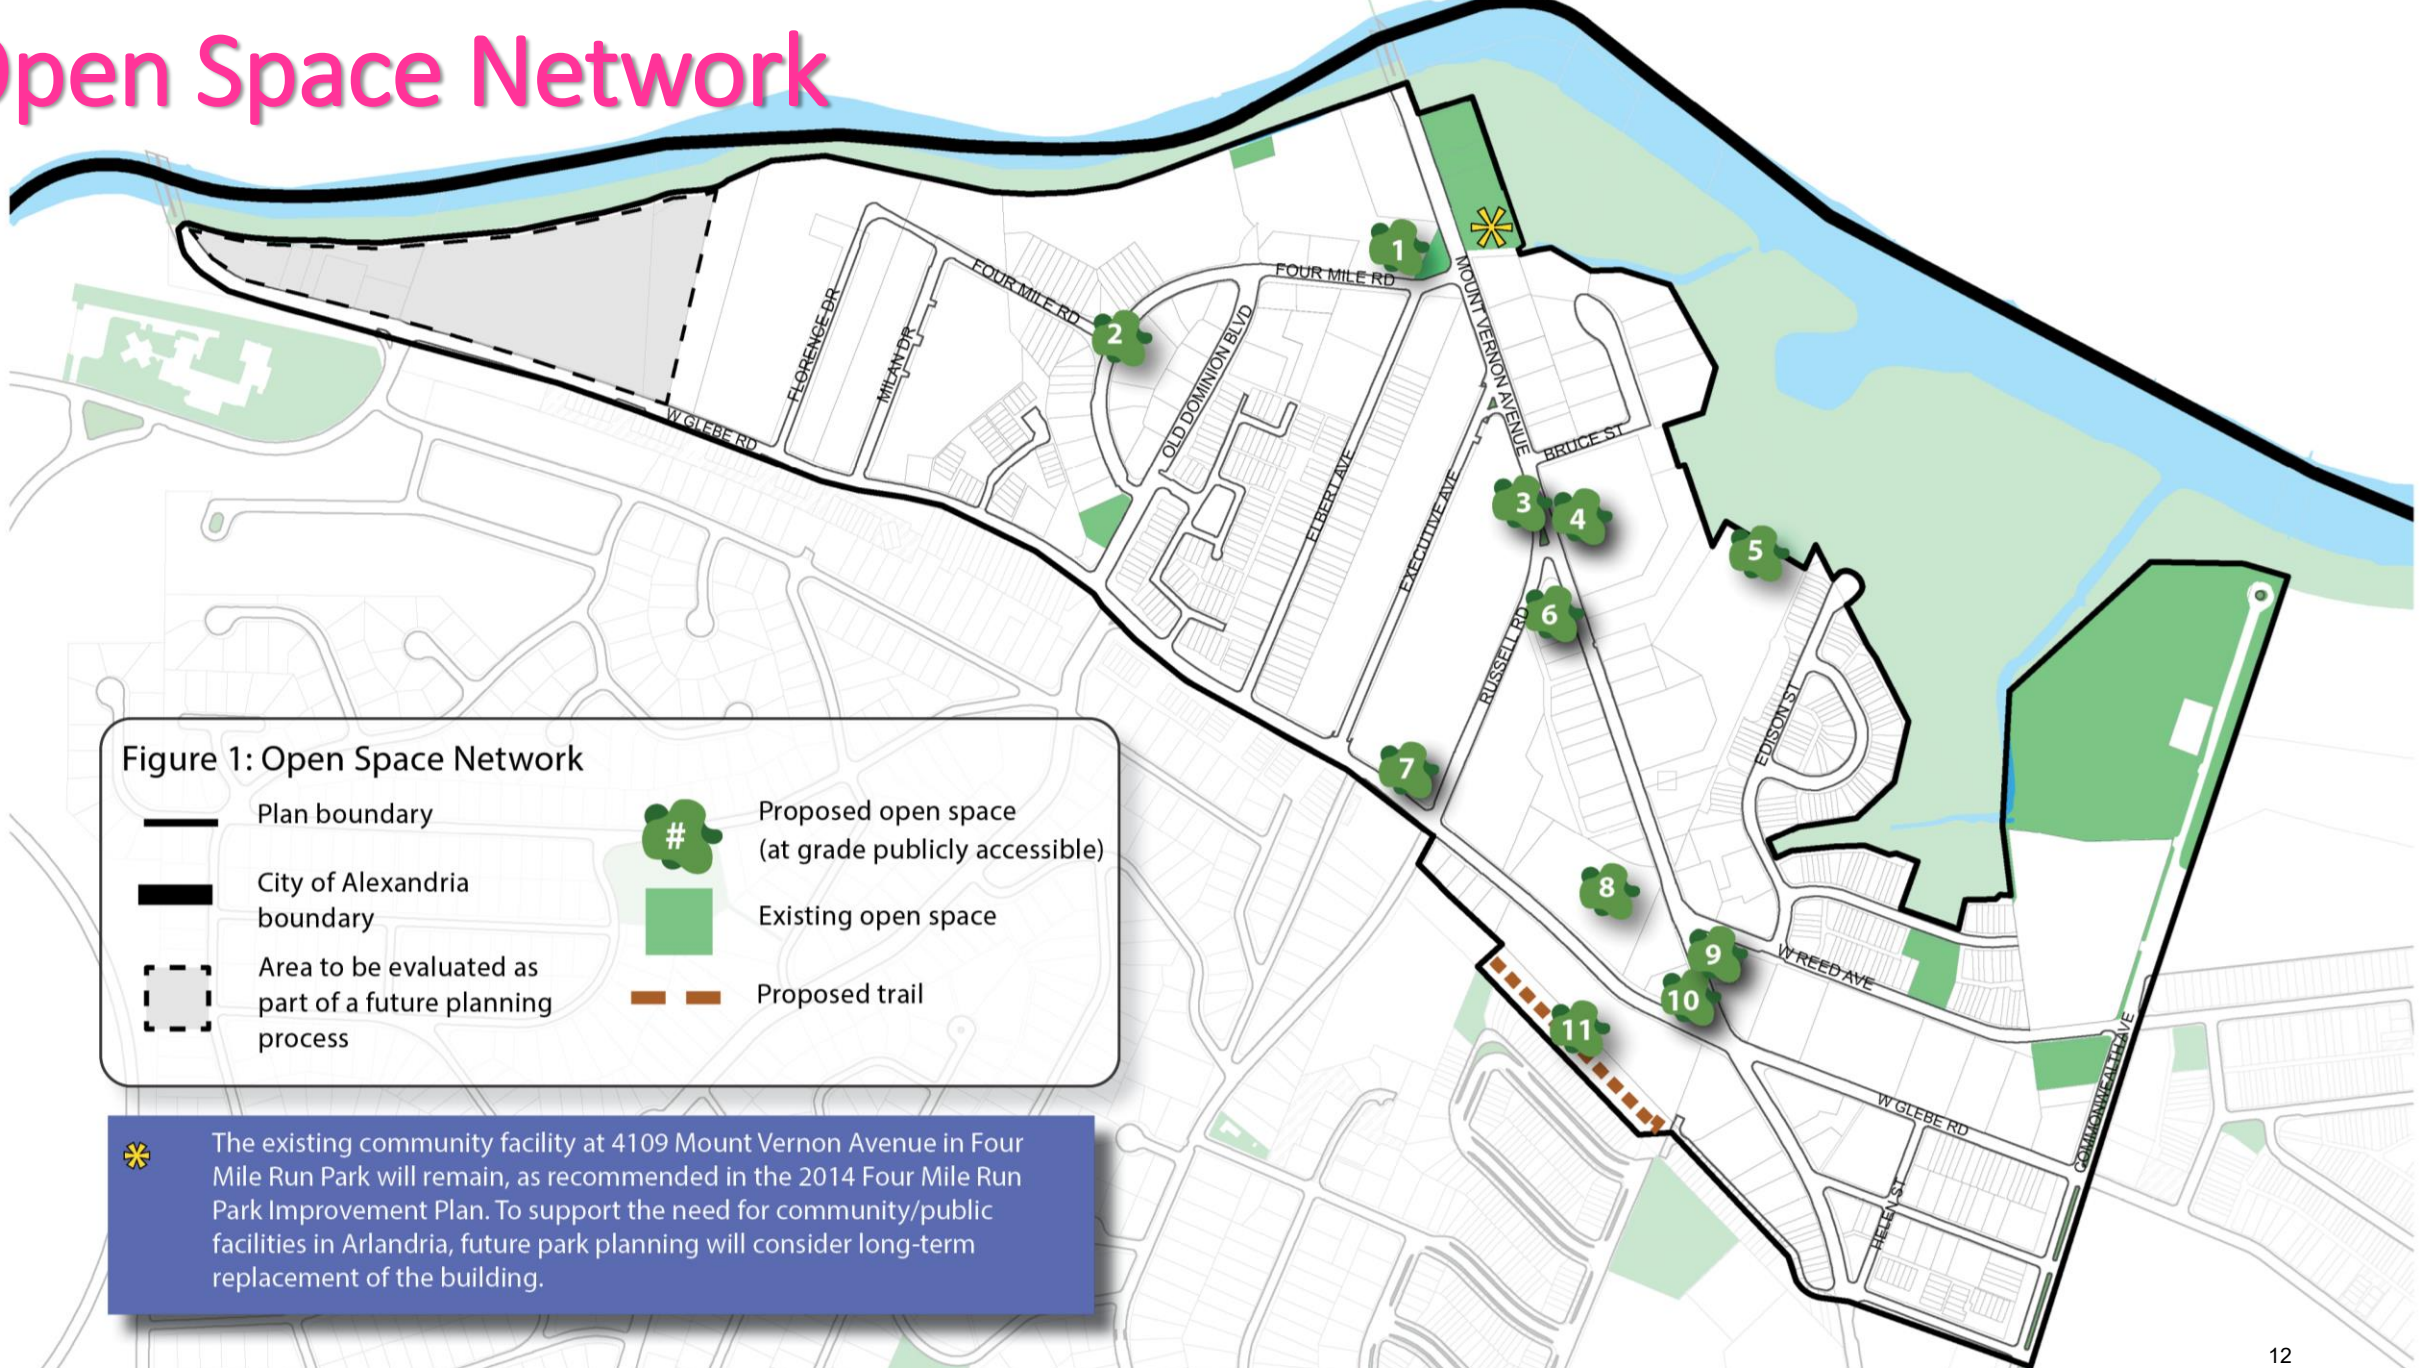 Open Space Network
FOUR MILE RD
FOUR MILE RD
FLORENCE DR
MILAN DR
OLD DOMINION BLVD
MOUNT VERNON AVENUE
W GLEBE RD
BRUCE ST
ELBERT AVE
EXECUTIVE AVE
RUSSELL RD
EDISON ST
W REED AVE
W GLEBE RD
HELEN ST
COMMONWEALTH AVE
1
2
3
4
5
6
7
8
9
10
11
Figure 1: Open Space Network
Plan boundary
City of Alexandria
boundary
Area to be evaluated as
part of a future planning
process
#
Proposed open space
(at grade publicly accessible)
Existing open space
Proposed trail
The existing community facility at 4109 Mount Vernon Avenue in Four
Mile Run Park will remain, as recommended in the 2014 Four Mile Run
Park Improvement Plan. To support the need for community/public
facilities in Arlandria, future park planning will consider long-term
replacement of the building.
12